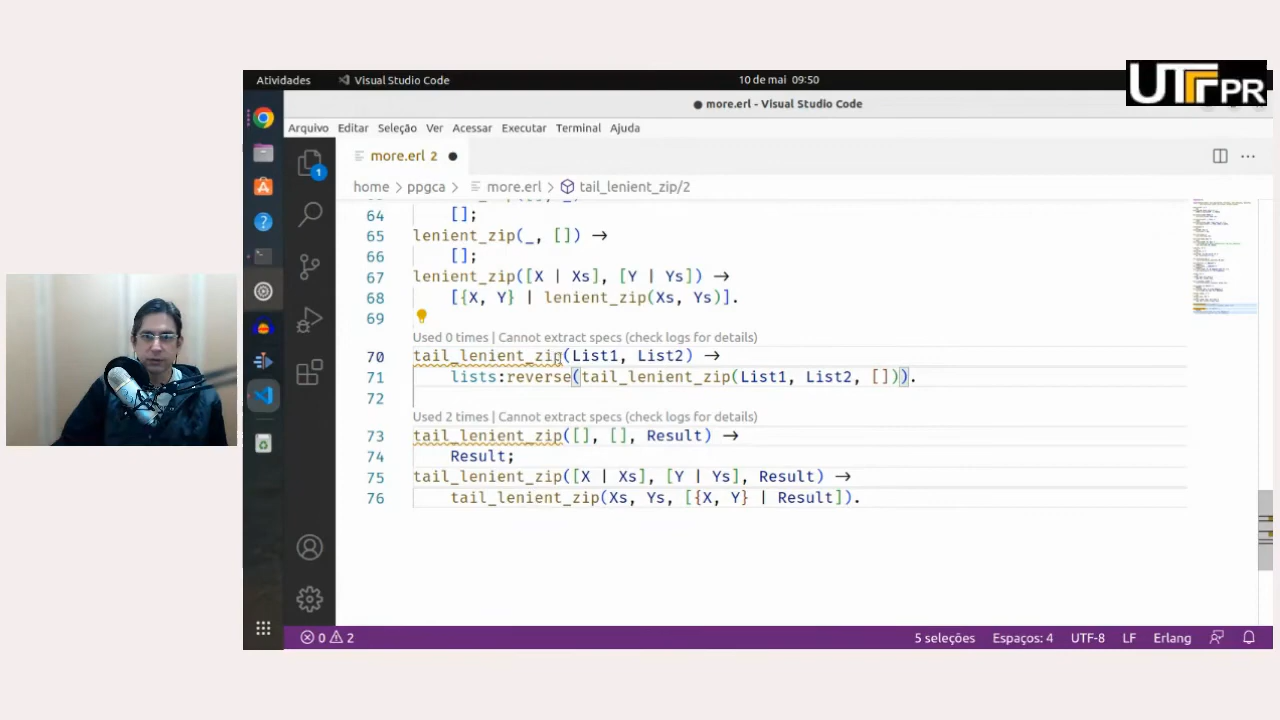 UTFPR
Atividades
Visual Studio Code
10 de mai 09:50
● more.erl - Visual Studio Code
Arquivo Editar Seleção Ver Acessar Executar Terminal Ajuda
more.erl 2 ●
1
home > ppgca > more.erl > tail_lenient_zip/2
64 [];
65 lenient_zip(_, []) →
66 [];
67 lenient_zip([X | Xs], [Y | Ys]) →
68 [{X, Y} | lenient_zip(Xs, Ys)].
69
Used 0 times | Cannot extract specs (check logs for details)
70 tail_lenient_zip(List1, List2) →
71 lists:reverse(tail_lenient_zip(List1, List2, [])).
72
Used 2 times | Cannot extract specs (check logs for details)
73 tail_lenient_zip([], [], Result) →
74 Result;
75 tail_lenient_zip([X | Xs], [Y | Ys], Result) →
76 tail_lenient_zip(Xs, Ys, [{X, Y} | Result]).
0 2
5 seleções Espaços: 4 UTF-8 LF Erlang